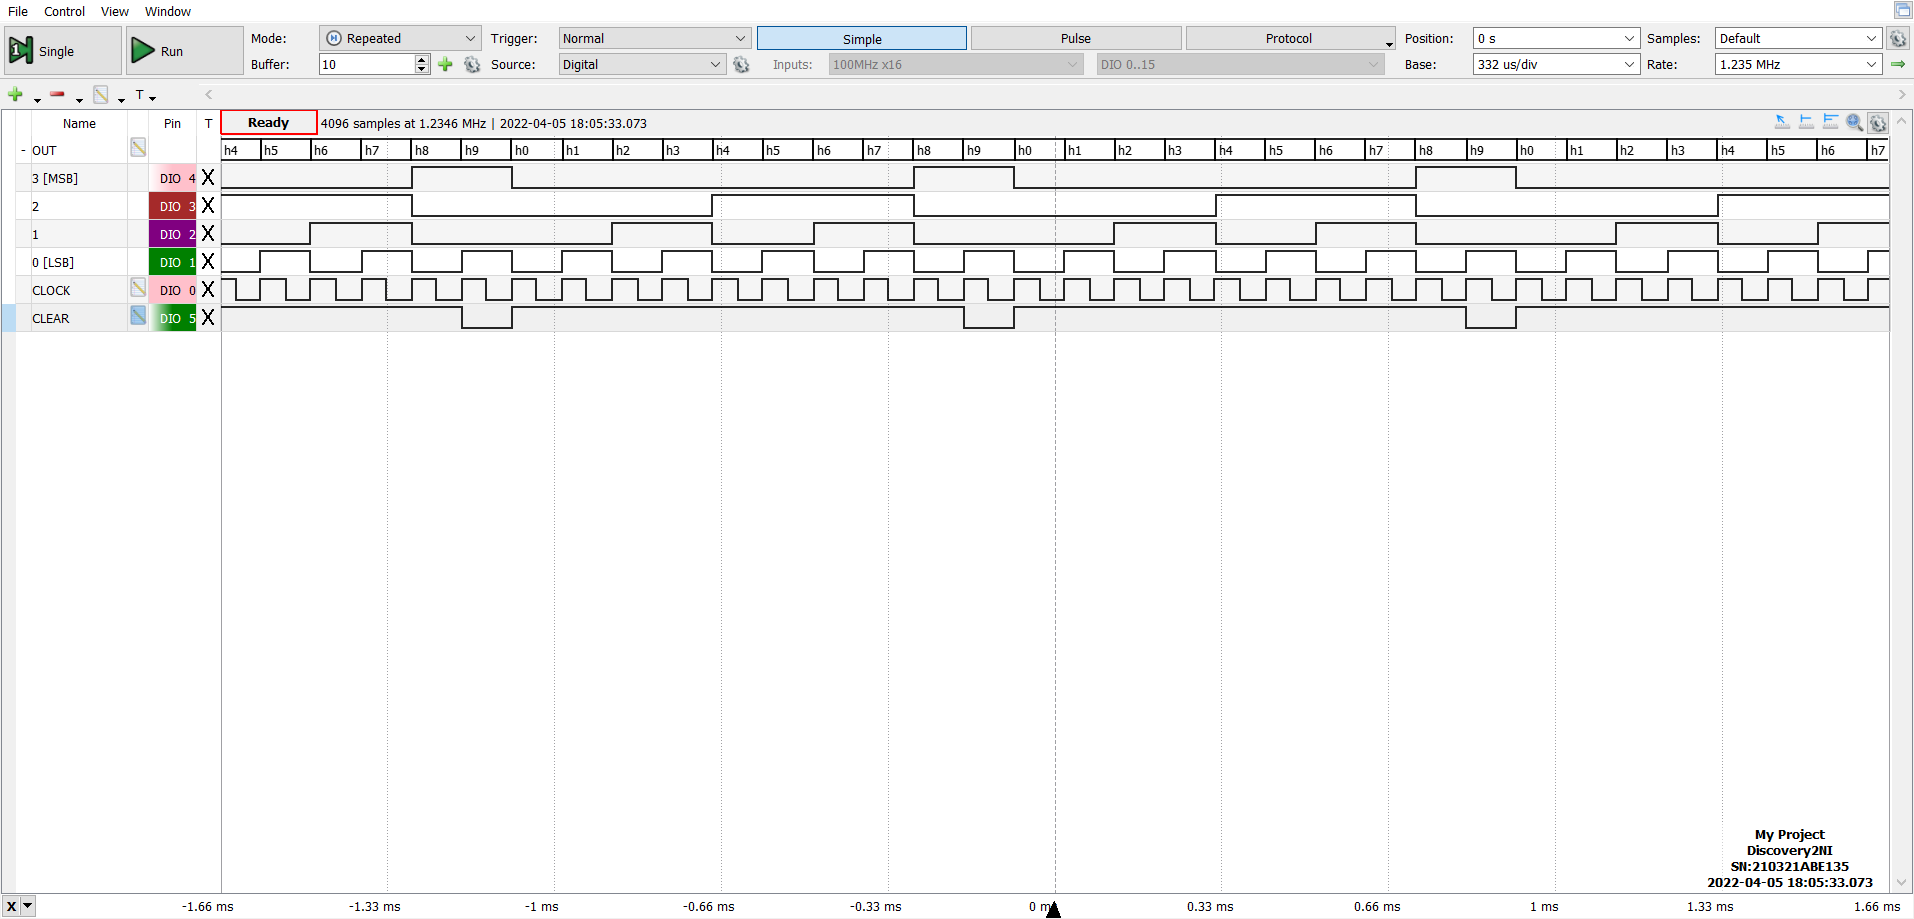 File Control View Window
Single Run Mode: Repeated Trigger: Normal Simple Pulse Protocol Position: 0 s Samples: Default
Buffer: 10 Source: Digital Inputs: 100MHz x16 DIO 0..15 Base: 332 us/div Rate: 1.235 MHz
T
Name Pin T Ready 4096 samples at 1.2346 MHz | 2022-04-05 18:05:33.073
- OUT h4 h5 h6 h7 h8 h9 h0 h1 h2 h3 h4 h5 h6 h7 h8 h9 h0 h1 h2 h3 h4 h5 h6 h7 h8 h9 h0 h1 h2 h3 h4 h5 h6 h7
3 [MSB] DIO 4 X
2 DIO 3 X
1 DIO 2 X
0 [LSB] DIO 1 X
CLOCK DIO 0 X
CLEAR DIO 5 X
My Project
Discovery2NI
SN:210321ABE135
2022-04-05 18:05:33.073
X -1.66 ms -1.33 ms -1 ms -0.66 ms -0.33 ms 0 m 0.33 ms 0.66 ms 1 ms 1.33 ms 1.66 ms